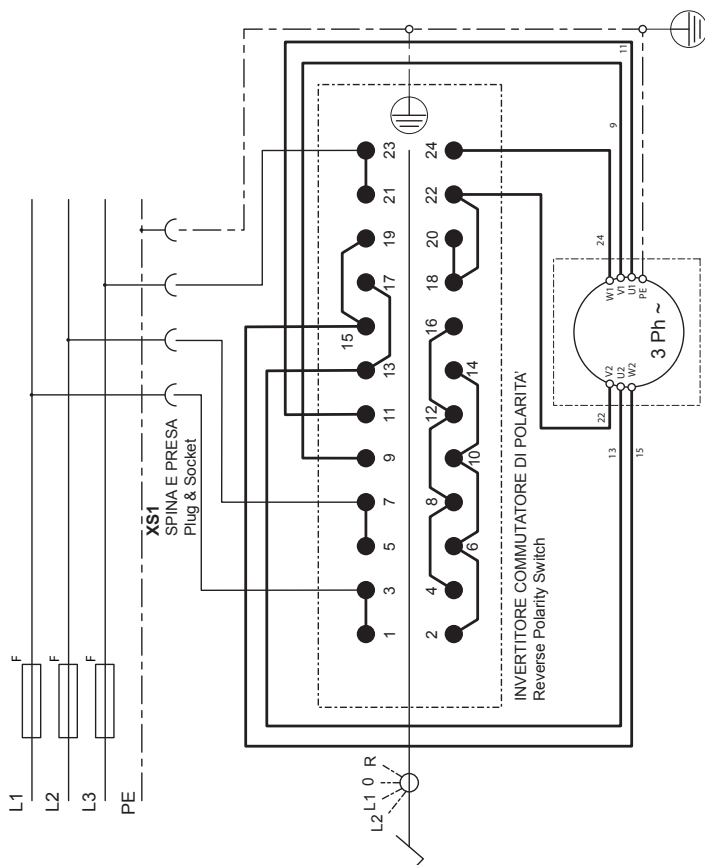 L1
L2
L3
PE
F
F
F
XS1
SPINA E PRESA
Plug & Socket
1
3
5
7
9
11
13
15
17
19
21
23
2
4
6
8
10
12
14
16
18
20
22
24
INVERTITORE COMMUTATORE DI POLARITA'
Reverse Polarity Switch
L2 L1 0 R
11
9
24
22
13
15
V2
U2
W2
W1
V1
U1
PE
3 Ph ~